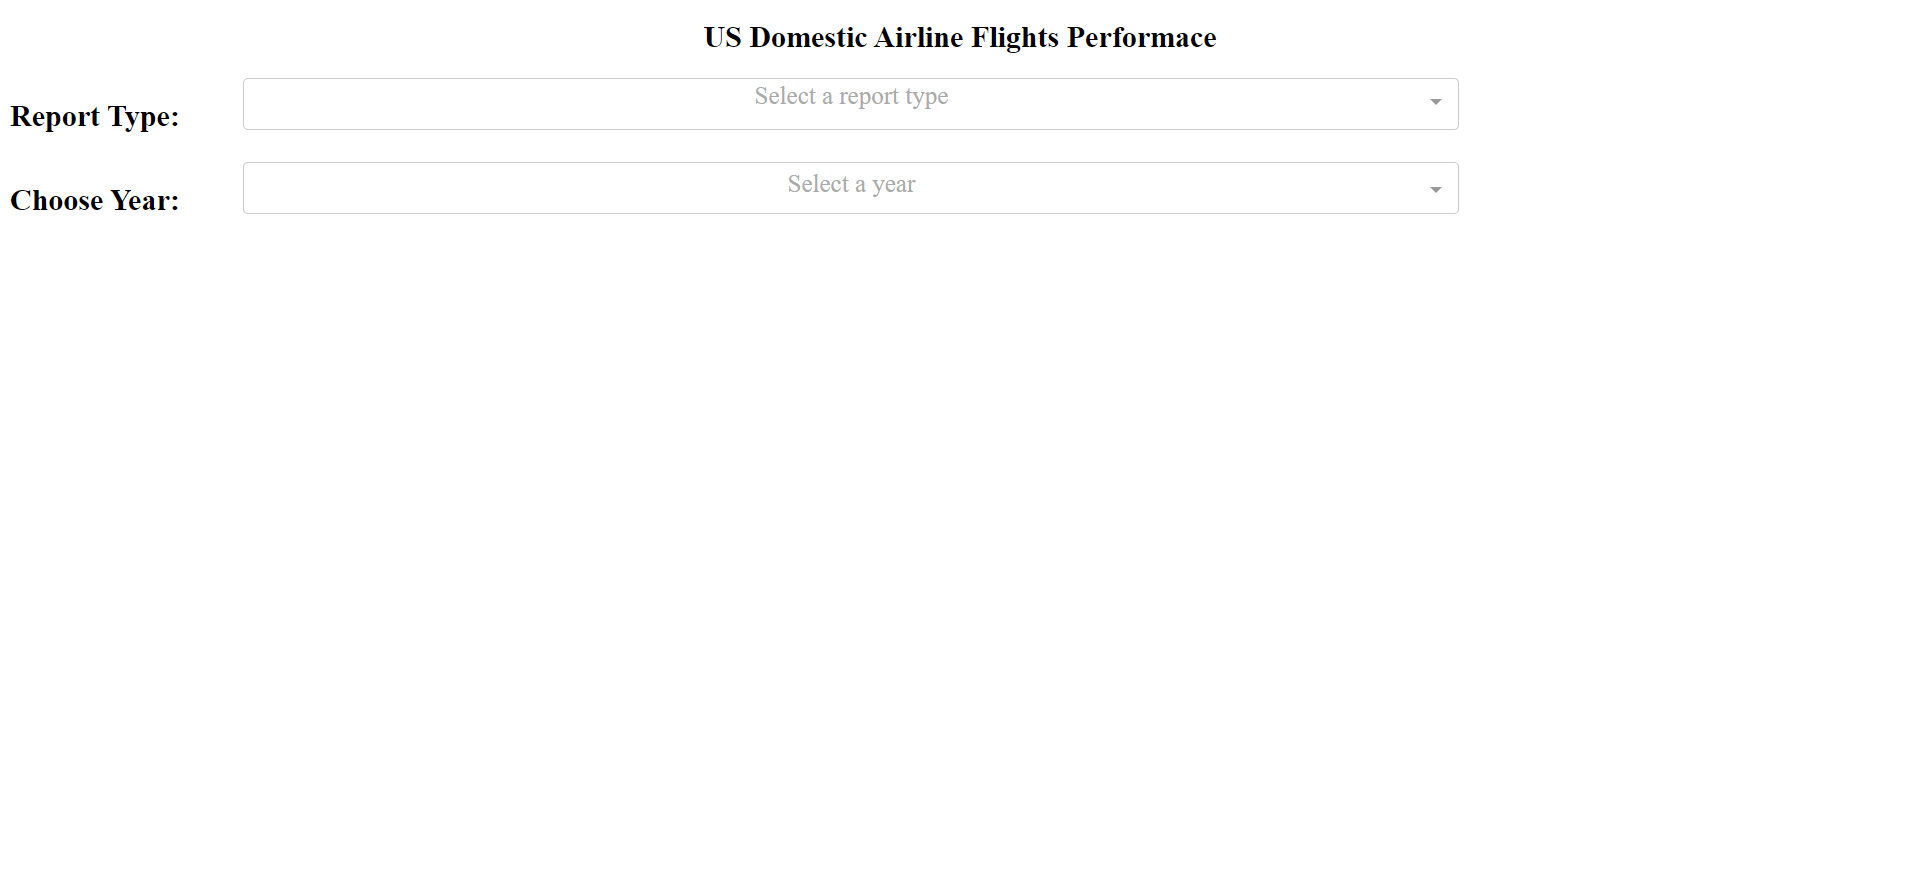 US Domestic Airline Flights Performace
Report Type:
Select a report type
Choose Year:
Select a year